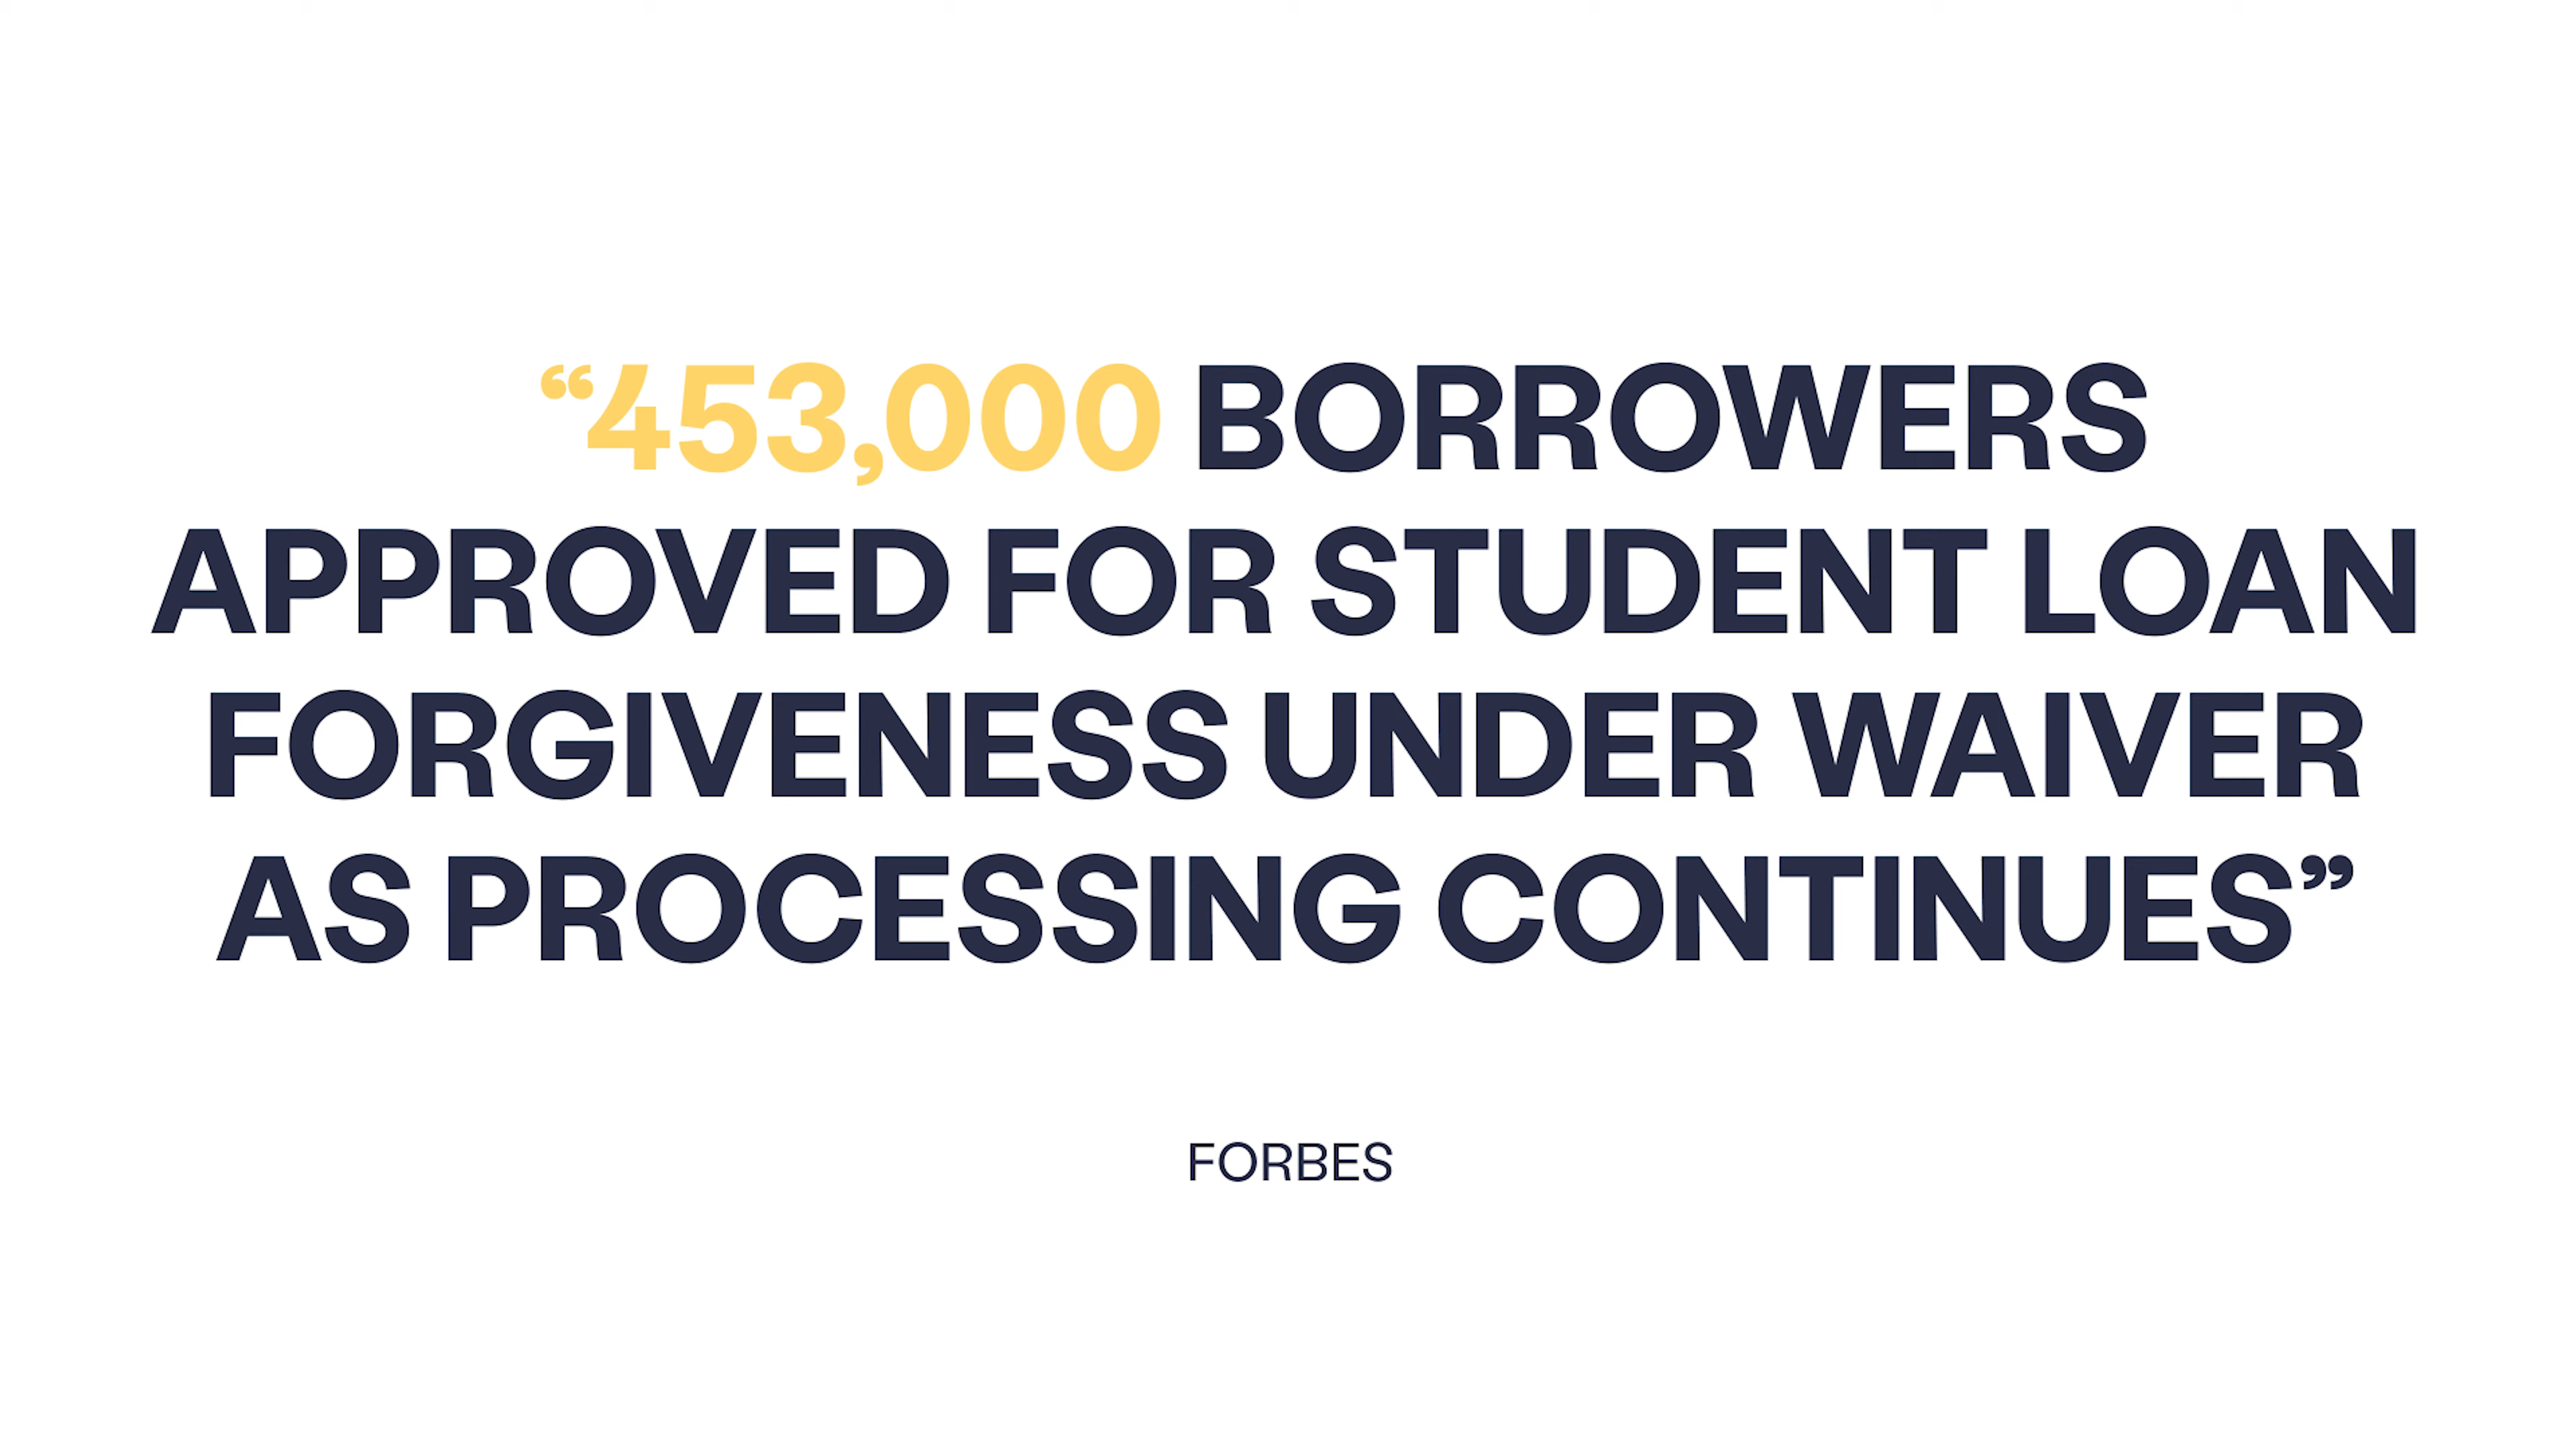 “453,000 BORROWERS
APPROVED FOR STUDENT LOAN
FORGIVENESS UNDER WAIVER
AS PROCESSING CONTINUES”
FORBES